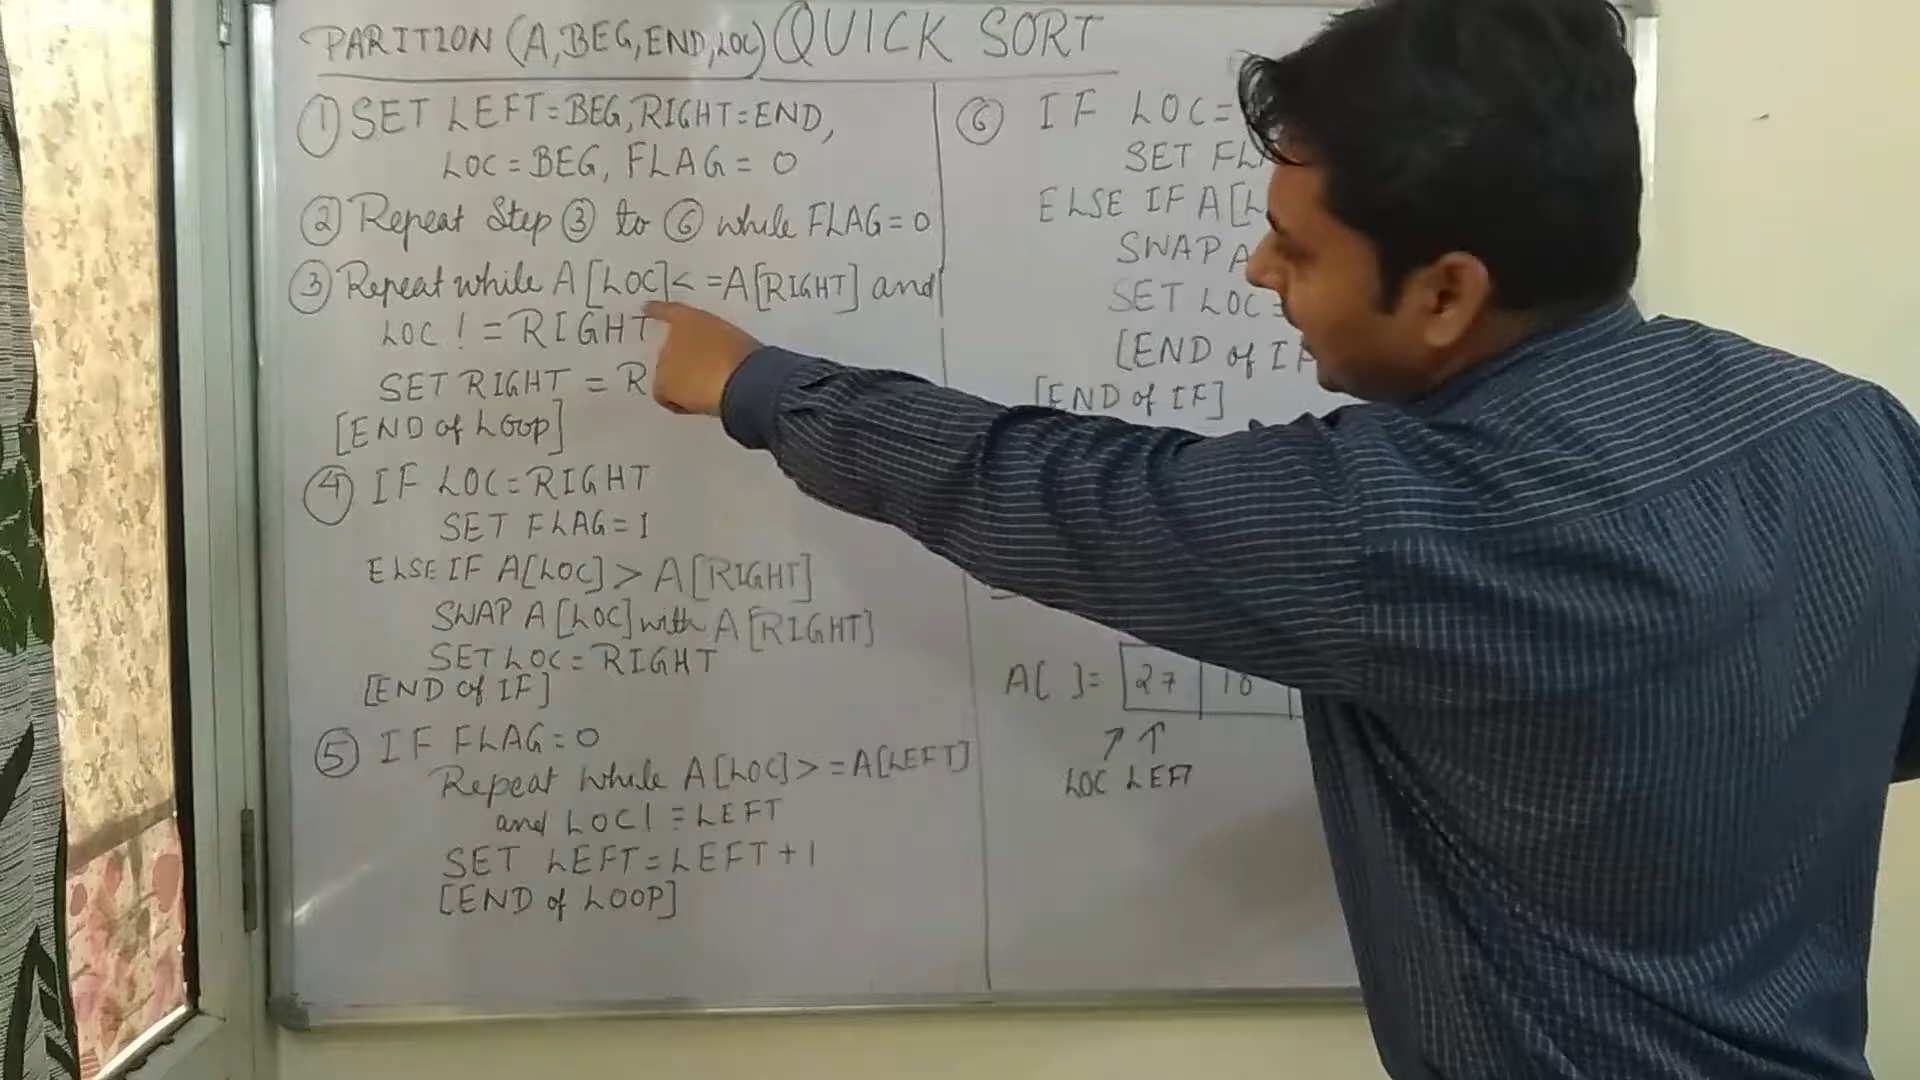 PARITION (A, BEG, END, LOC) QUICK SORT
① SET LEFT = BEG, RIGHT = END,
LOC = BEG, FLAG = 0
② Repeat Step ③ to ⑥ while FLAG = 0
③ Repeat while A [LOC] < = A [RIGHT] and
LOC ! = RIGHT
SET RIGHT = R
[END of LOOP]
④ IF LOC = RIGHT
SET FLAG = 1
ELSE IF A[LOC] > A [RIGHT]
SWAP A [LOC] with A [RIGHT]
SET LOC = RIGHT
[END of IF]
⑤ IF FLAG = 0
Repeat while A [LOC] > = A[LEFT]
and LOC ! = LEFT
SET LEFT = LEFT + 1
[END of LOOP]
⑥ IF LOC =
SET
ELSE IF A [
SWAP A
SET LOC =
[END of IF
[END of IF]
A[ ] = 27
LOC LEFT